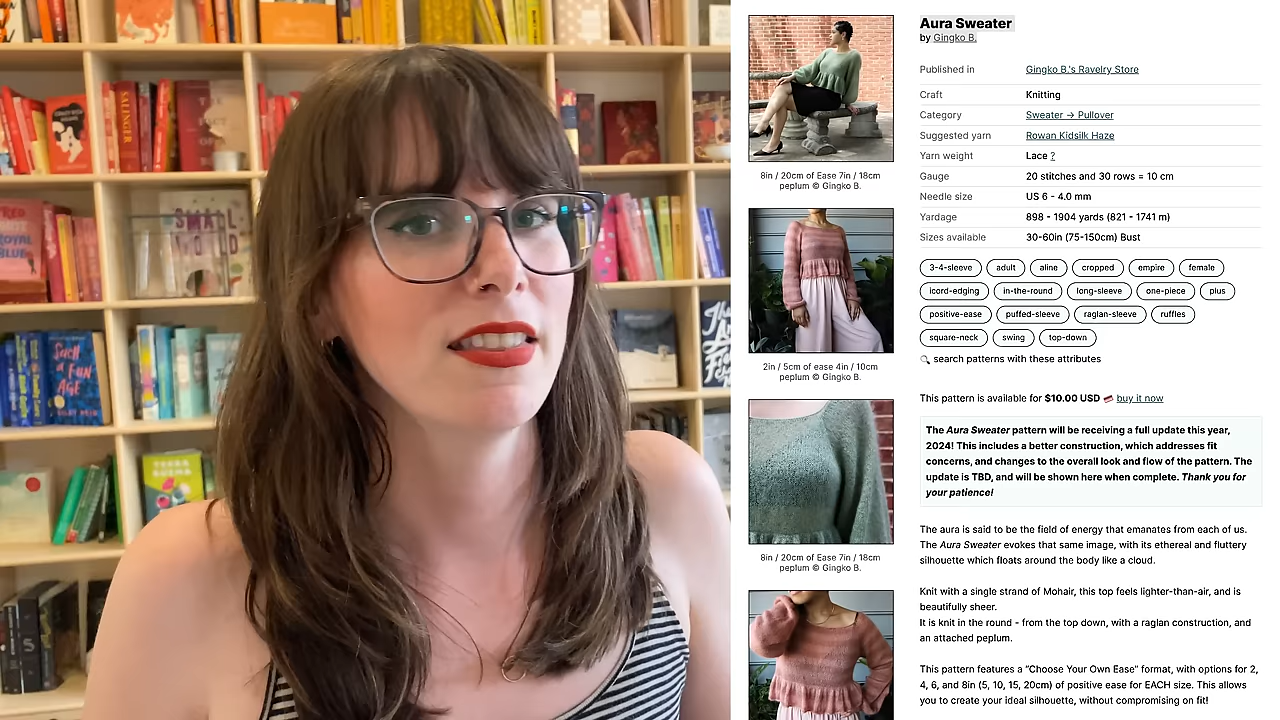 SALINGER
RED
ROYAL
BLUE
SMALL
WORLD
Such
a FUN
AGE
TERRA
Aura Sweater
by Gingko B.
Published in Gingko B.'s Ravelry Store
Craft Knitting
Category Sweater → Pullover
Suggested yarn Rowan Kidsilk Haze
Yarn weight Lace ?
Gauge 20 stitches and 30 rows = 10 cm
Needle size US 6 - 4.0 mm
Yardage 898 - 1904 yards (821 - 1741 m)
Sizes available 30-60in (75-150cm) Bust
3-4-sleeve adult aline cropped empire female
icord-edging in-the-round long-sleeve one-piece plus
positive-ease puffed-sleeve raglan-sleeve ruffles
square-neck swing top-down
search patterns with these attributes
This pattern is available for $10.00 USD buy it now
The Aura Sweater pattern will be receiving a full update this year,
2024! This includes a better construction, which addresses fit
concerns, and changes to the overall look and flow of the pattern. The
update is TBD, and will be shown here when complete. Thank you for
your patience!
The aura is said to be the field of energy that emanates from each of us.
The Aura Sweater evokes that same image, with its ethereal and fluttery
silhouette which floats around the body like a cloud.
Knit with a single strand of Mohair, this top feels lighter-than-air, and is
beautifully sheer.
It is knit in the round - from the top down, with a raglan construction, and
an attached peplum.
This pattern features a "Choose Your Own Ease" format, with options for 2,
4, 6, and 8in (5, 10, 15, 20cm) of positive ease for EACH size. This allows
you to create your ideal silhouette, without compromising on fit!
8in / 20cm of Ease 7in / 18cm
peplum © Gingko B.
2in / 5cm of ease 4in / 10cm
peplum © Gingko B.
8in / 20cm of Ease 7in / 18cm
peplum © Gingko B.